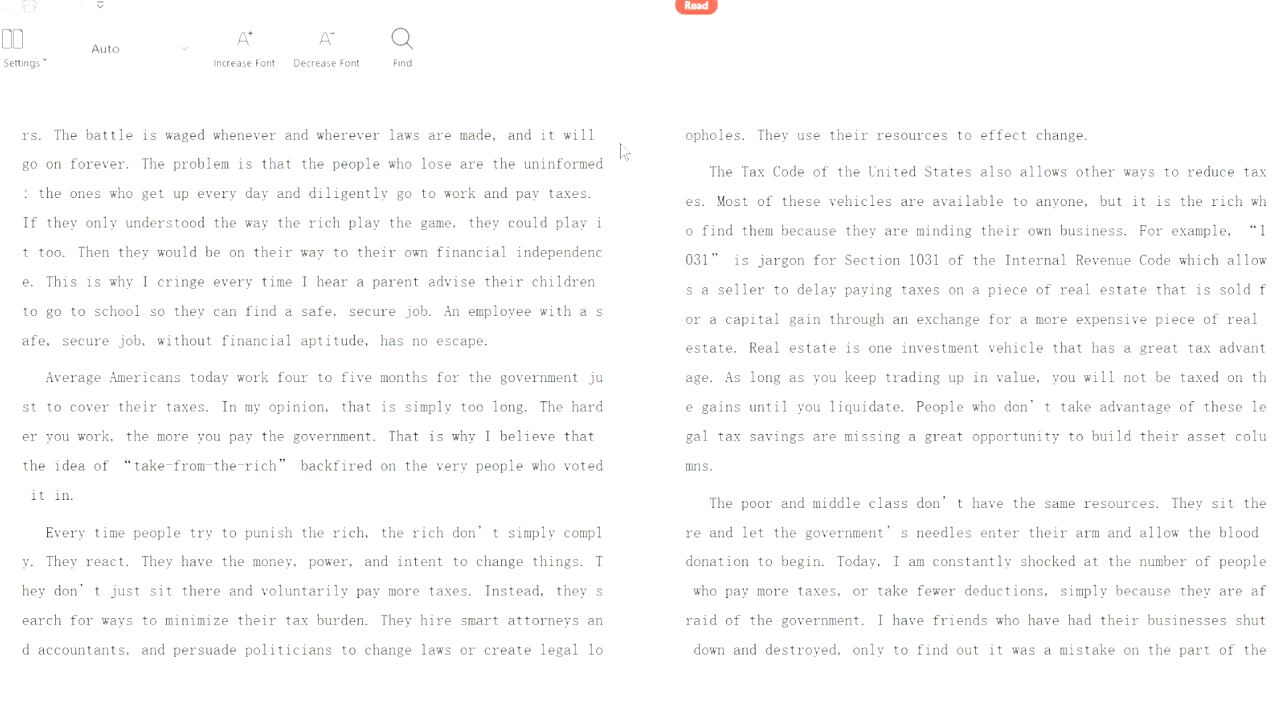 Read
Settings
Auto
Increase Font
Decrease Font
Find
rs. The battle is waged whenever and wherever laws are made, and it will
go on forever. The problem is that the people who lose are the uninformed
: the ones who get up every day and diligently go to work and pay taxes.
If they only understood the way the rich play the game, they could play i
t too. Then they would be on their way to their own financial independenc
e. This is why I cringe every time I hear a parent advise their children
to go to school so they can find a safe, secure job. An employee with a s
afe, secure job, without financial aptitude, has no escape.
Average Americans today work four to five months for the government ju
st to cover their taxes. In my opinion, that is simply too long. The hard
er you work, the more you pay the government. That is why I believe that
the idea of “take-from-the-rich” backfired on the very people who voted
it in.
Every time people try to punish the rich, the rich don’t simply compl
y. They react. They have the money, power, and intent to change things. T
hey don’t just sit there and voluntarily pay more taxes. Instead, they s
earch for ways to minimize their tax burden. They hire smart attorneys an
d accountants, and persuade politicians to change laws or create legal lo
opholes. They use their resources to effect change.
The Tax Code of the United States also allows other ways to reduce tax
es. Most of these vehicles are available to anyone, but it is the rich wh
o find them because they are minding their own business. For example, “1
031” is jargon for Section 1031 of the Internal Revenue Code which allow
s a seller to delay paying taxes on a piece of real estate that is sold f
or a capital gain through an exchange for a more expensive piece of real
estate. Real estate is one investment vehicle that has a great tax advant
age. As long as you keep trading up in value, you will not be taxed on th
e gains until you liquidate. People who don’t take advantage of these le
gal tax savings are missing a great opportunity to build their asset colu
mns.
The poor and middle class don’t have the same resources. They sit the
re and let the government’s needles enter their arm and allow the blood
donation to begin. Today, I am constantly shocked at the number of people
who pay more taxes, or take fewer deductions, simply because they are af
raid of the government. I have friends who have had their businesses shut
down and destroyed, only to find out it was a mistake on the part of the